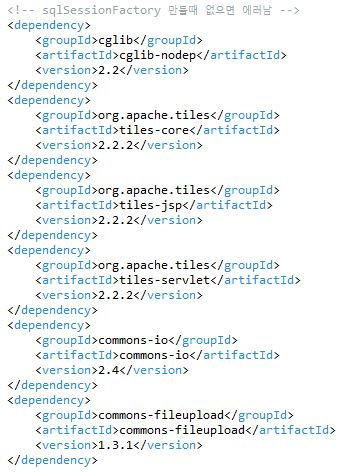 <!-- sqlSessionFactory 만들때 없으면 에러남 -->
<dependency>
<groupId>cglib</groupId>
<artifactId>cglib-nodep</artifactId>
<version>2.2</version>
</dependency>
<dependency>
<groupId>org.apache.tiles</groupId>
<artifactId>tiles-core</artifactId>
<version>2.2.2</version>
</dependency>
<dependency>
<groupId>org.apache.tiles</groupId>
<artifactId>tiles-jsp</artifactId>
<version>2.2.2</version>
</dependency>
<dependency>
<groupId>org.apache.tiles</groupId>
<artifactId>tiles-servlet</artifactId>
<version>2.2.2</version>
</dependency>
<dependency>
<groupId>commons-io</groupId>
<artifactId>commons-io</artifactId>
<version>2.4</version>
</dependency>
<dependency>
<groupId>commons-fileupload</groupId>
<artifactId>commons-fileupload</artifactId>
<version>1.3.1</version>
</dependency>